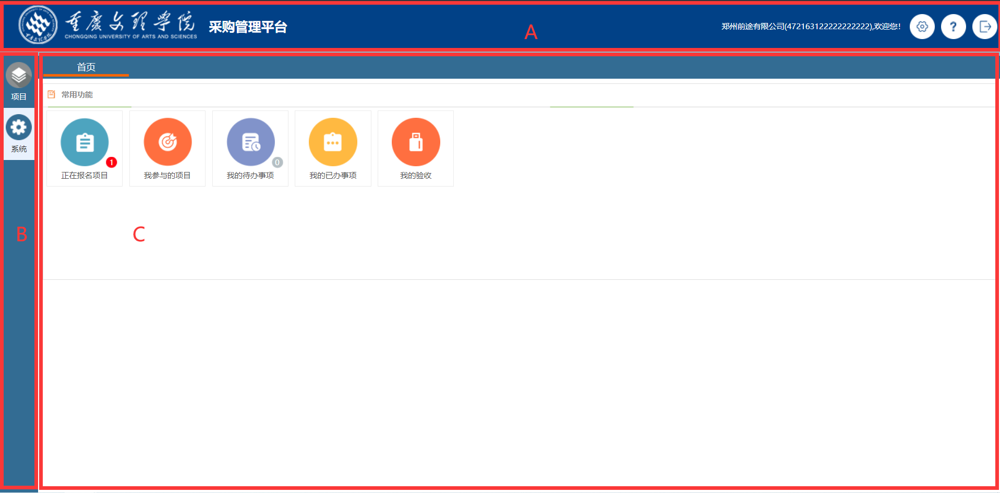 重庆文理学院
CHONGQING UNIVERSITY OF ARTS AND SCIENCES
采购管理平台
A
郑州前途有限公司(472163122222222222),欢迎您!
?
首页
项目
系统
常用功能
1
0
正在报名项目
我参与的项目
我的待办事项
我的已办事项
我的验收
B
C